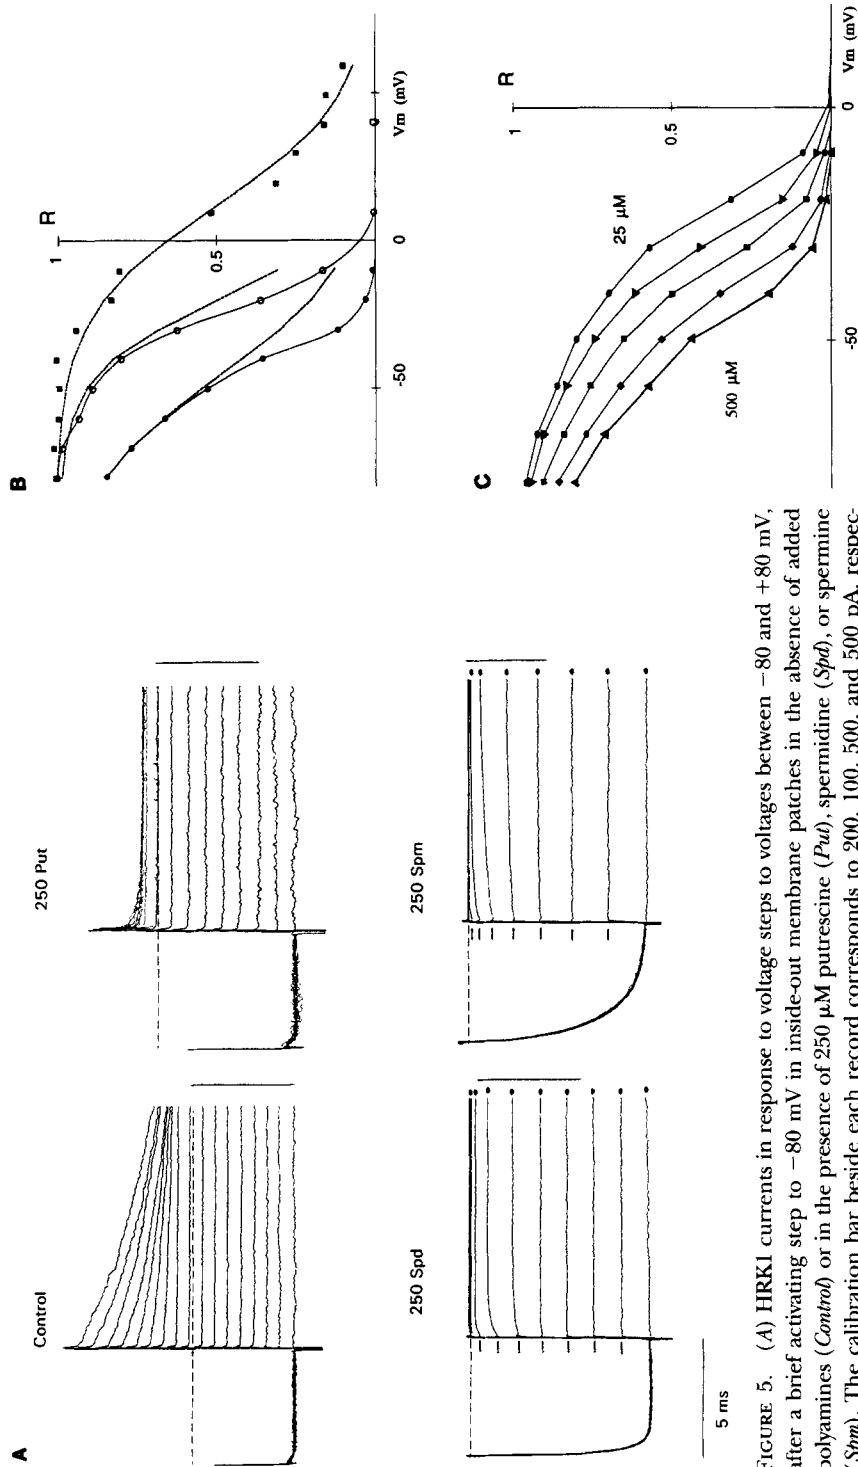 A
Control
250 Put
250 Spd
250 Spm
5 ms
B
R
1
0.5
0
-50
Vm (mV)
C
R
1
0.5
25 μM
500 μM
0
-50
Vm (mV)
FIGURE 5. (A) HRK1 currents in response to voltage steps to voltages between −80 and +80 mV,
after a brief activating step to −80 mV in inside-out membrane patches in the absence of added
polyamines (Control) or in the presence of 250 μM putrescine (Put), spermidine (Spd), or spermine
(Spm). The calibration bar beside each record corresponds to 200, 100, 500, and 500 pA, respec-